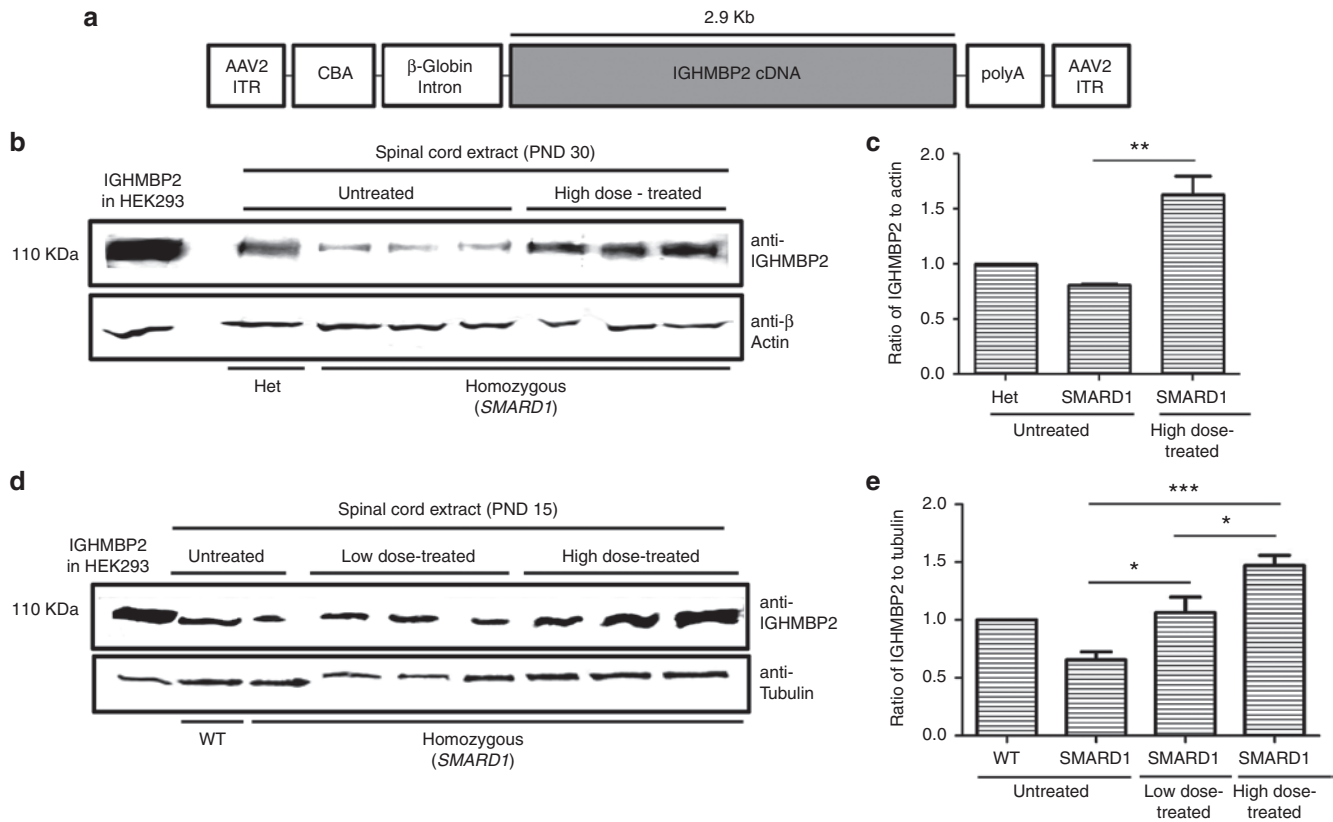 a
2.9 Kb
AAV2 ITR
CBA
β-Globin Intron
IGHMBP2 cDNA
polyA
AAV2 ITR
b
Spinal cord extract (PND 30)
IGHMBP2 in HEK293
Untreated
High dose - treated
110 KDa
anti-IGHMBP2
anti-β Actin
Het
Homozygous
(SMARD1)
c
**
Ratio of IGHMBP2 to actin
2.0
1.5
1.0
0.5
0.0
Het
SMARD1
SMARD1
Untreated
High dose-treated
d
Spinal cord extract (PND 15)
IGHMBP2 in HEK293
Untreated
Low dose-treated
High dose-treated
110 KDa
anti-IGHMBP2
anti-Tubulin
WT
Homozygous
(SMARD1)
e
***
*
*
Ratio of IGHMBP2 to tubulin
2.0
1.5
1.0
0.5
0.0
WT
SMARD1
SMARD1
SMARD1
Untreated
Low dose-treated
High dose-treated